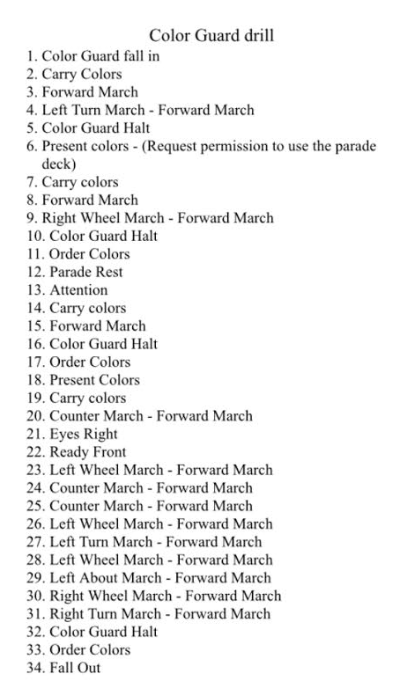 Color Guard drill
1. Color Guard fall in
2. Carry Colors
3. Forward March
4. Left Turn March - Forward March
5. Color Guard Halt
6. Present colors - (Request permission to use the parade
deck)
7. Carry colors
8. Forward March
9. Right Wheel March - Forward March
10. Color Guard Halt
11. Order Colors
12. Parade Rest
13. Attention
14. Carry colors
15. Forward March
16. Color Guard Halt
17. Order Colors
18. Present Colors
19. Carry colors
20. Counter March - Forward March
21. Eyes Right
22. Ready Front
23. Left Wheel March - Forward March
24. Counter March - Forward March
25. Counter March - Forward March
26. Left Wheel March - Forward March
27. Left Turn March - Forward March
28. Left Wheel March - Forward March
29. Left About March - Forward March
30. Right Wheel March - Forward March
31. Right Turn March - Forward March
32. Color Guard Halt
33. Order Colors
34. Fall Out